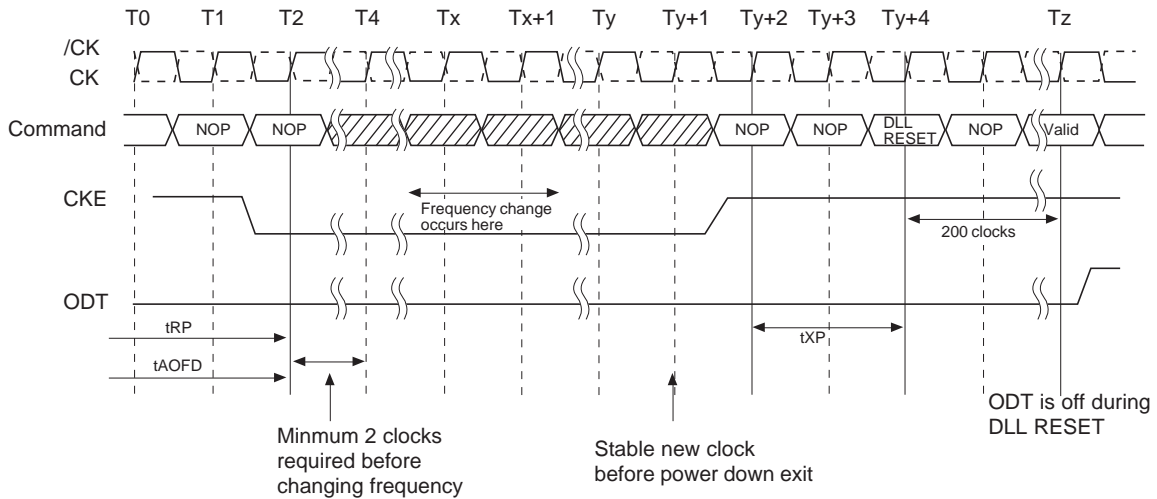 T0 T1 T2 T4 Tx Tx+1 Ty Ty+1 Ty+2 Ty+3 Ty+4 Tz
/CK
CK
Command NOP NOP NOP NOP DLL RESET NOP Valid
CKE
Frequency change
occurs here
200 clocks
ODT
tRP
tXP
tAOFD
Minmum 2 clocks
required before
changing frequency
Stable new clock
before power down exit
ODT is off during
DLL RESET